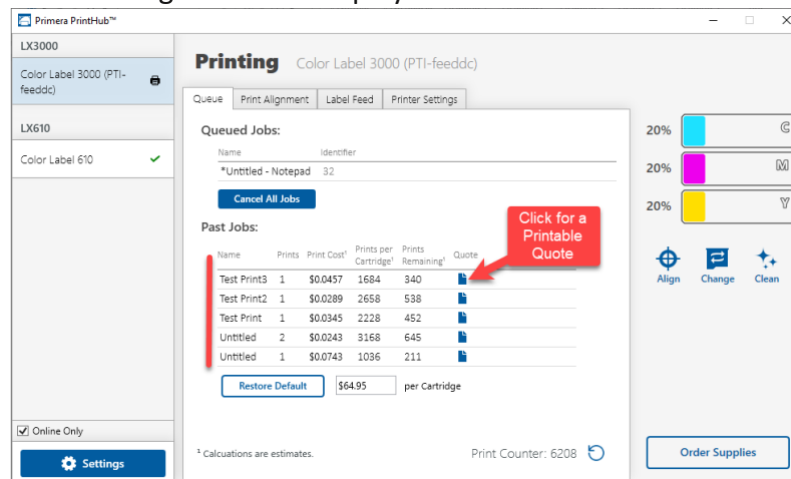 Primera PrintHub™
LX3000
Color Label 3000 (PTI-
feeddc)
LX610
Color Label 610
Online Only
Settings
Printing Color Label 3000 (PTI-feeddc)
Queue Print Alignment Label Feed Printer Settings
Queued Jobs:
Name Identifier
*Untitled - Notepad 32
Cancel All Jobs
Past Jobs:
Click for a
Printable
Quote
Name Prints Print Cost¹ Prints per Cartridge¹ Prints Remaining¹ Quote
Test Print3 1 $0.0457 1684 340
Test Print2 1 $0.0289 2658 538
Test Print 1 $0.0345 2228 452
Untitled 2 $0.0243 3168 645
Untitled 1 $0.0743 1036 211
Restore Default $64.95 per Cartridge
¹ Calcuations are estimates. Print Counter: 6208
20% C
20% M
20% Y
Align Change Clean
Order Supplies